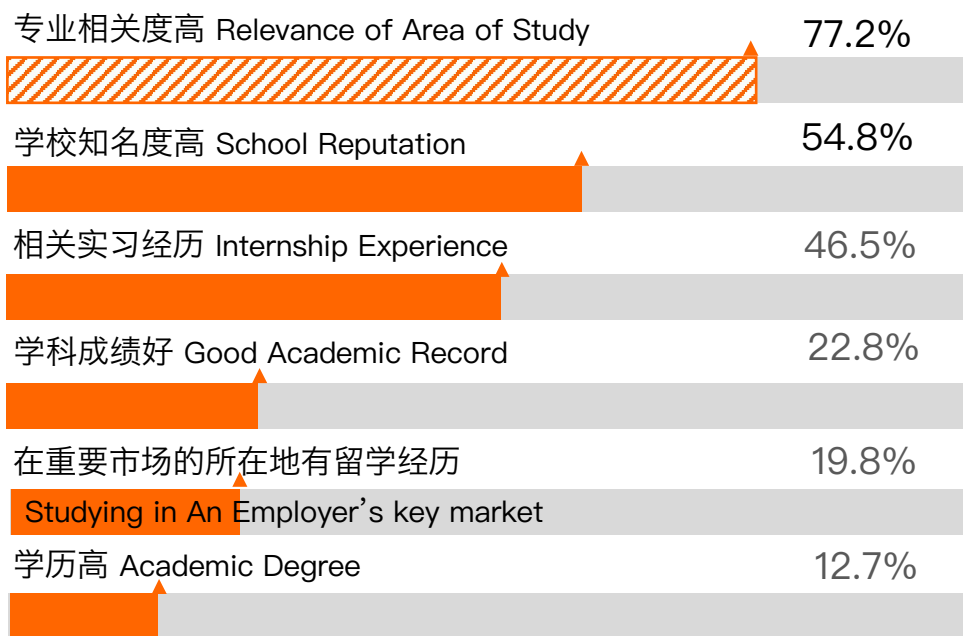 专业相关度高 Relevance of Area of Study 77.2%
学校知名度高 School Reputation 54.8%
相关实习经历 Internship Experience 46.5%
学科成绩好 Good Academic Record 22.8%
在重要市场的所在地有留学经历 19.8%
Studying in An Employer’s key market
学历高 Academic Degree 12.7%